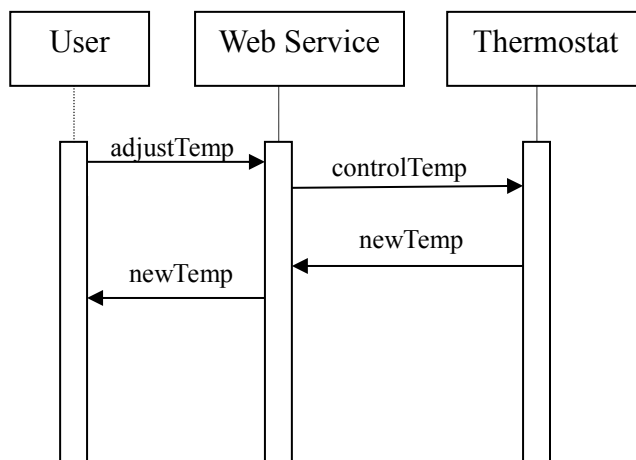 User
Web Service
Thermostat
adjustTemp
controlTemp
newTemp
newTemp